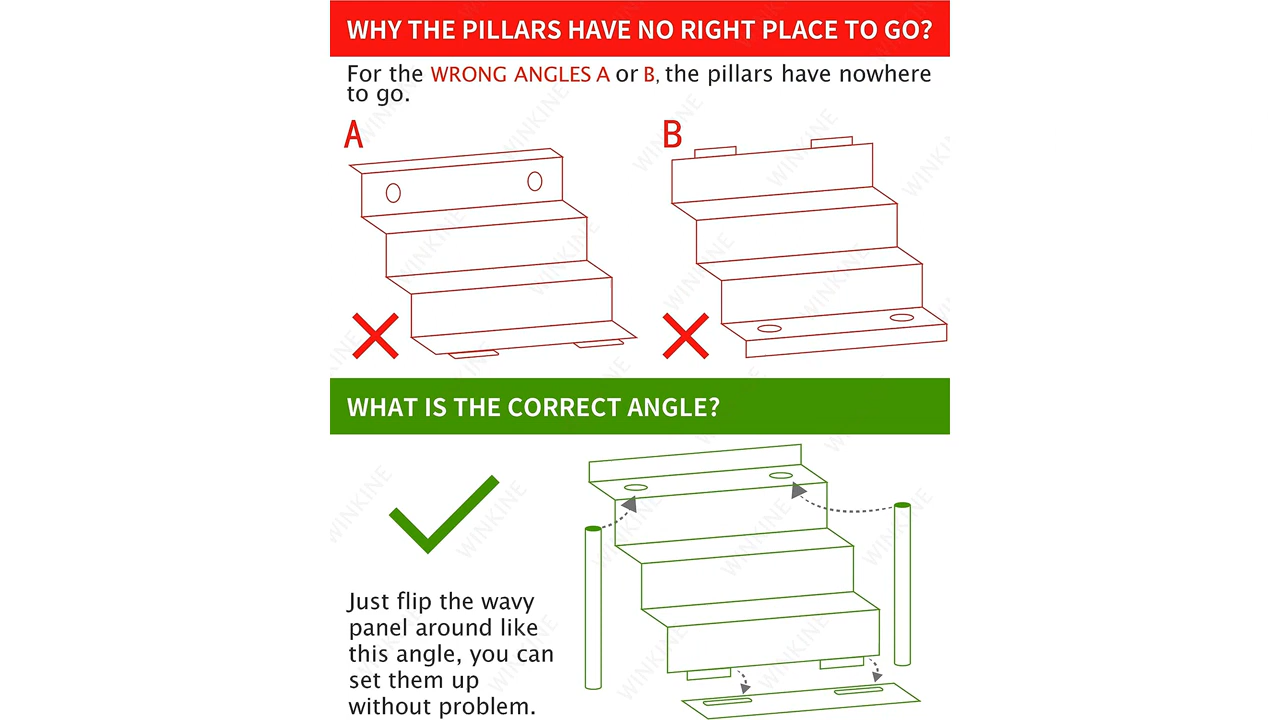 WHY THE PILLARS HAVE NO RIGHT PLACE TO GO?
For the WRONG ANGLES A or B, the pillars have nowhere
to go.
A
B
WHAT IS THE CORRECT ANGLE?
Just flip the wavy
panel around like
this angle, you can
set them up
without problem.
WINKINE